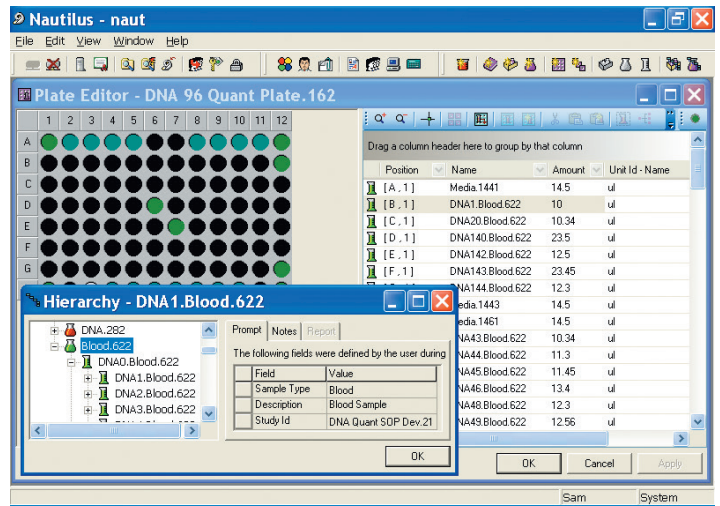 Nautilus - naut
File Edit View Window Help
Plate Editor - DNA 96 Quant Plate.162
1 2 3 4 5 6 7 8 9 10 11 12
A
B
C
D
E
F
G
Drag a column header here to group by that column
Position Name Amount Unit Id - Name
[A,1] Media.1441 14.5 ul
[B,1] DNA1.Blood.622 10 ul
[C,1] DNA20.Blood.622 10.34 ul
[D,1] DNA140.Blood.622 23.5 ul
[E,1] DNA142.Blood.622 12.5 ul
[F,1] DNA143.Blood.622 23.45 ul
DNA144.Blood.622 12.3 ul
edia.1443 14.5 ul
edia.1461 14.5 ul
NA43.Blood.622 10.34 ul
NA44.Blood.622 11.3 ul
NA45.Blood.622 11.45 ul
NA46.Blood.622 13.4 ul
NA48.Blood.622 12.3 ul
NA49.Blood.622 12.56 ul
OK Cancel Apply
Hierarchy - DNA1.Blood.622
DNA.282
Blood.622
DNA0.Blood.622
DNA1.Blood.622
DNA2.Blood.622
DNA3.Blood.622
Prompt Notes Report
The following fields were defined by the user during
Field Value
Sample Type Blood
Description Blood Sample
Study Id DNA Quant SOP Dev.21
OK
Sam System